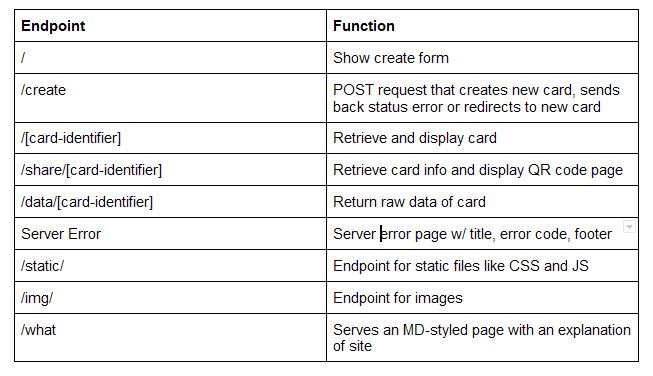 Endpoint Function
/ Show create form
/create POST request that creates new card, sends
back status error or redirects to new card
/[card-identifier] Retrieve and display card
/share/[card-identifier] Retrieve card info and display QR code page
/data/[card-identifier] Return raw data of card
Server Error Server error page w/ title, error code, footer
/static/ Endpoint for static files like CSS and JS
/img/ Endpoint for images
/what Serves an MD-styled page with an explanation
of site